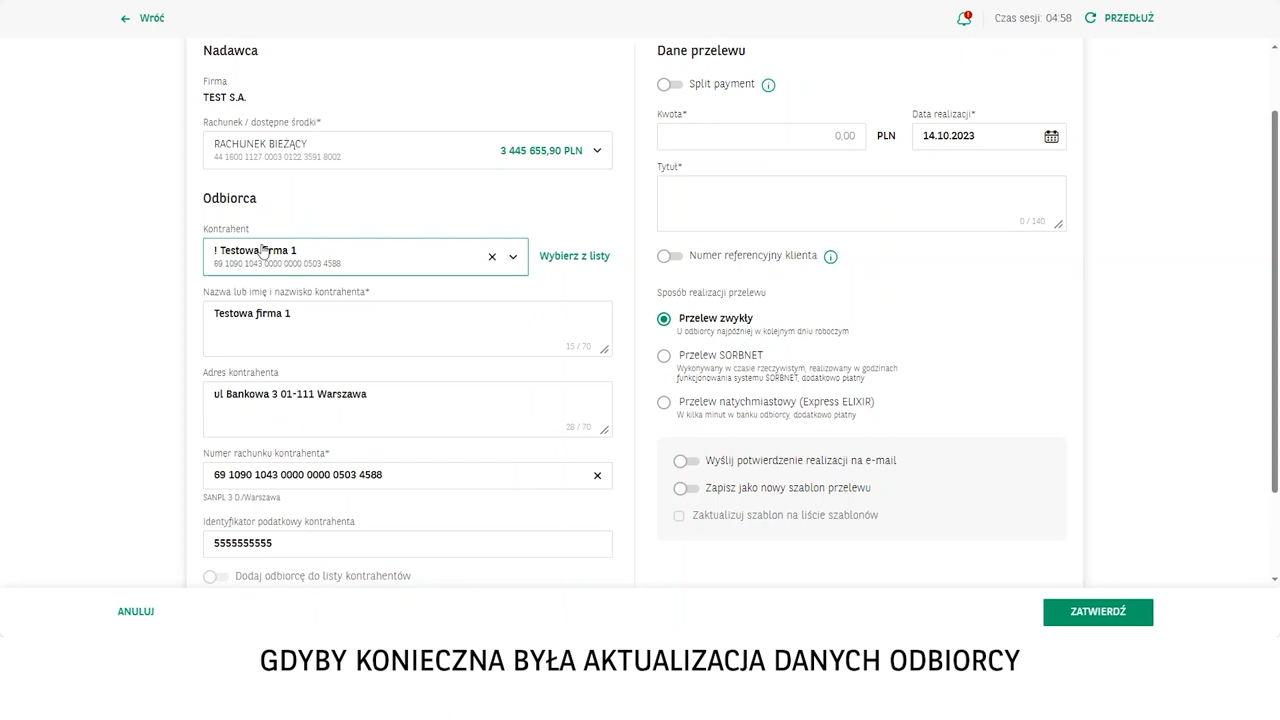 Wróć
1
Czas sesji: 04:58
PRZEDŁUŻ
Nadawca
Firma
TEST S.A.
Rachunek / dostępne środki*
RACHUNEK BIEŻĄCY
44 1600 1127 0003 0122 3591 8002
3 445 655,90 PLN
Odbiorca
Kontrahent
! Testowa firma 1
69 1090 1043 0000 0000 0503 4588
Wybierz z listy
Nazwa lub imię i nazwisko kontrahenta*
Testowa firma 1
15 / 70
Adres kontrahenta
ul Bankowa 3 01-111 Warszawa
28 / 70
Numer rachunku kontrahenta*
69 1090 1043 0000 0000 0503 4588
SANPL 3 O./Warszawa
Identyfikator podatkowy kontrahenta
5555555555
Dodaj odbiorcę do listy kontrahentów
Dane przelewu
Split payment
Kwota*
0,00
PLN
Data realizacji*
14.10.2023
Tytuł*
0 / 140
Numer referencyjny klienta
Sposób realizacji przelewu
Przelew zwykły
U odbiorcy najpóźniej w kolejnym dniu roboczym
Przelew SORBNET
Wykonywany w czasie rzeczywistym, realizowany w godzinach
funkcjonowania systemu SORBNET, dodatkowo płatny
Przelew natychmiastowy (Express ELIXIR)
W kilka minut w banku odbiorcy, dodatkowo płatny
Wyślij potwierdzenie realizacji na e-mail
Zapisz jako nowy szablon przelewu
Zaktualizuj szablon na liście szablonów
ANULUJ
ZATWIERDŹ
GDYBY KONIECZNA BYŁA AKTUALIZACJA DANYCH ODBIORCY